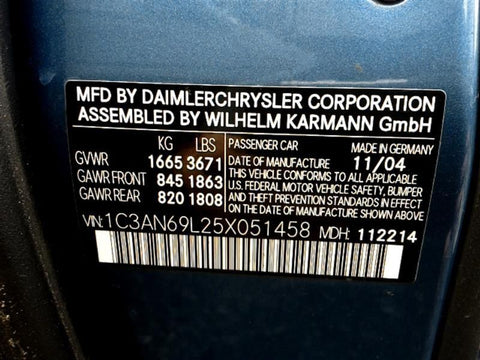 MFD BY DAIMLERCHRYSLER CORPORATION
ASSEMBLED BY WILHELM KARMANN GmbH
KG LBS
GVWR 1665 3671
GAWR FRONT 845 1863
GAWR REAR 820 1808
PASSENGER CAR MADE IN GERMANY
DATE OF MANUFACTURE 11/04
THIS VEHICLE CONFORMS TO ALL APPLICABLE
U.S. FEDERAL MOTOR VEHICLE SAFETY, BUMPER
AND THEFT PREVENTION STANDARDS IN EFFECT
ON THE DATE OF MANUFACTURE SHOWN ABOVE.
VIN: 1C3AN69L25X051458 MDH: 112214